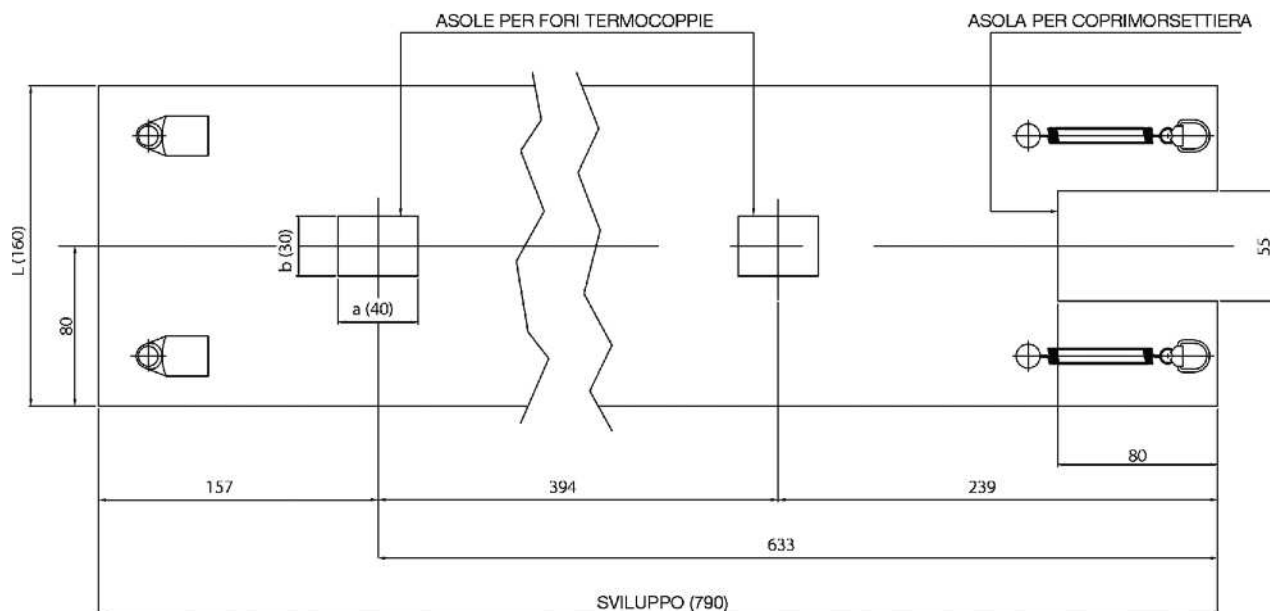 ASOLE PER FORI TERMOCOPPIE
ASOLA PER COPRIMORSETTIERA
L (160)
b (30)
55
a (40)
80
80
157
394
239
633
SVILUPPO (790)